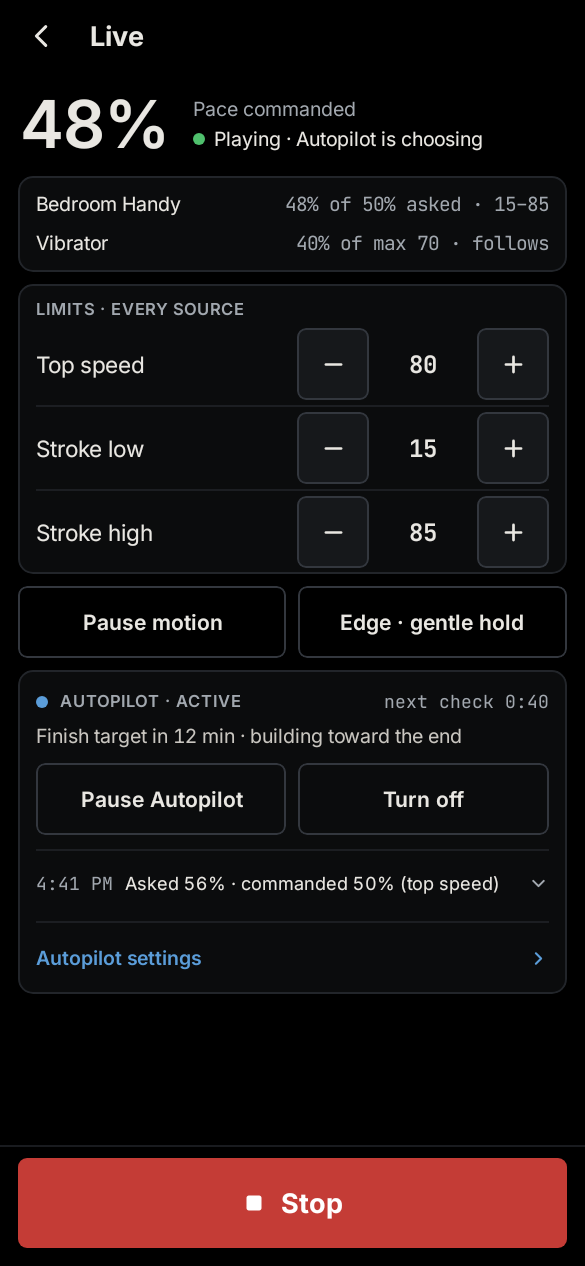 Live
48%
Pace commanded
Playing · Autopilot is choosing
Bedroom Handy 48% of 50% asked · 15–85
Vibrator 40% of max 70 · follows
LIMITS · EVERY SOURCE
Top speed − 80 +
Stroke low − 15 +
Stroke high − 85 +
Pause motion Edge · gentle hold
AUTOPILOT · ACTIVE next check 0:40
Finish target in 12 min · building toward the end
Pause Autopilot Turn off
4:41 PM Asked 56% · commanded 50% (top speed)
Autopilot settings
Stop